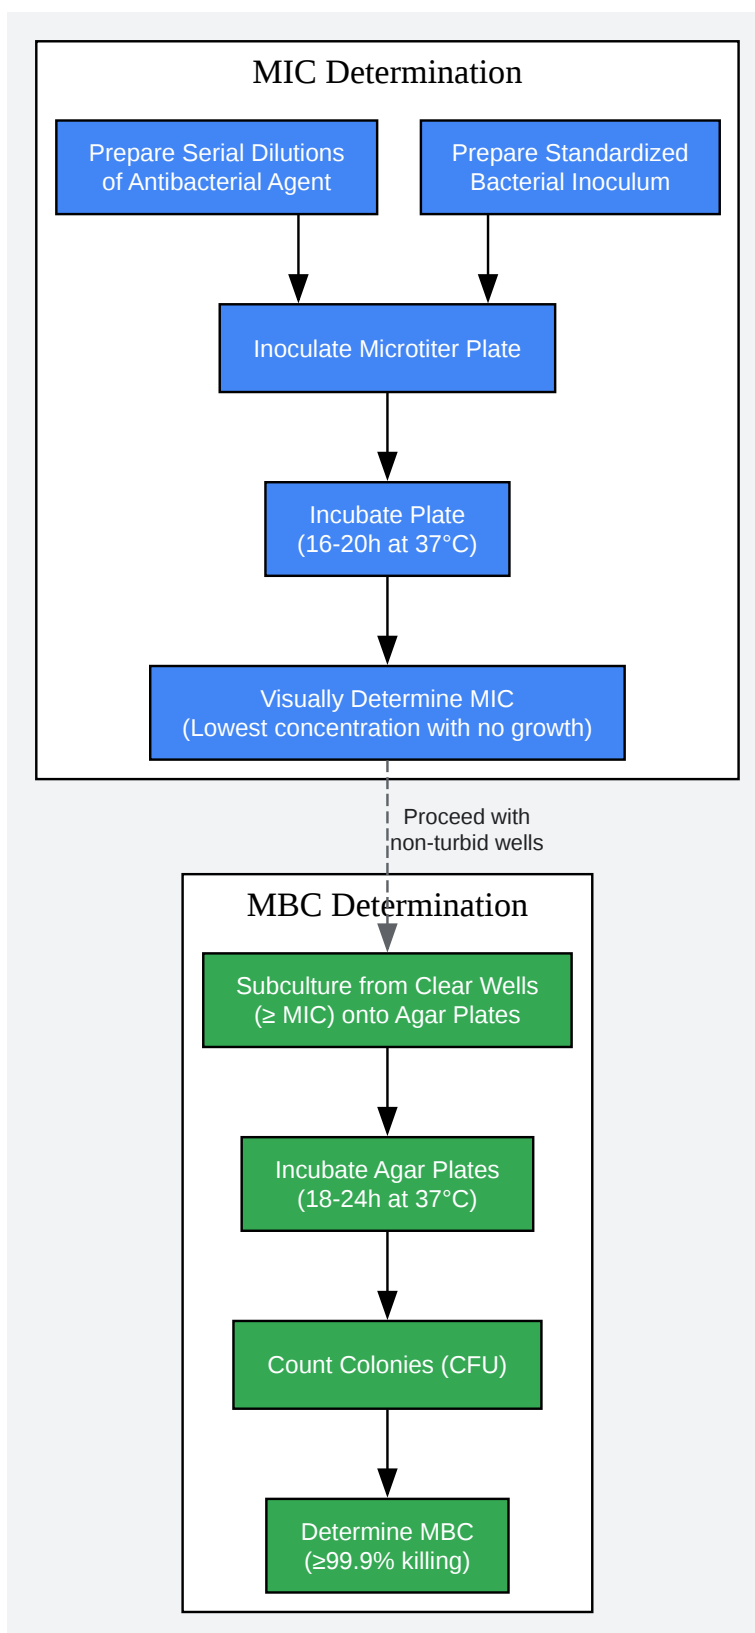 MIC Determination
Prepare Serial Dilutions
of Antibacterial Agent
Prepare Standardized
Bacterial Inoculum
Inoculate Microtiter Plate
Incubate Plate
(16-20h at 37°C)
Visually Determine MIC
(Lowest concentration with no growth)
Proceed with
non-turbid wells
MBC Determination
Subculture from Clear Wells
(≥ MIC) onto Agar Plates
Incubate Agar Plates
(18-24h at 37°C)
Count Colonies (CFU)
Determine MBC
(≥99.9% killing)